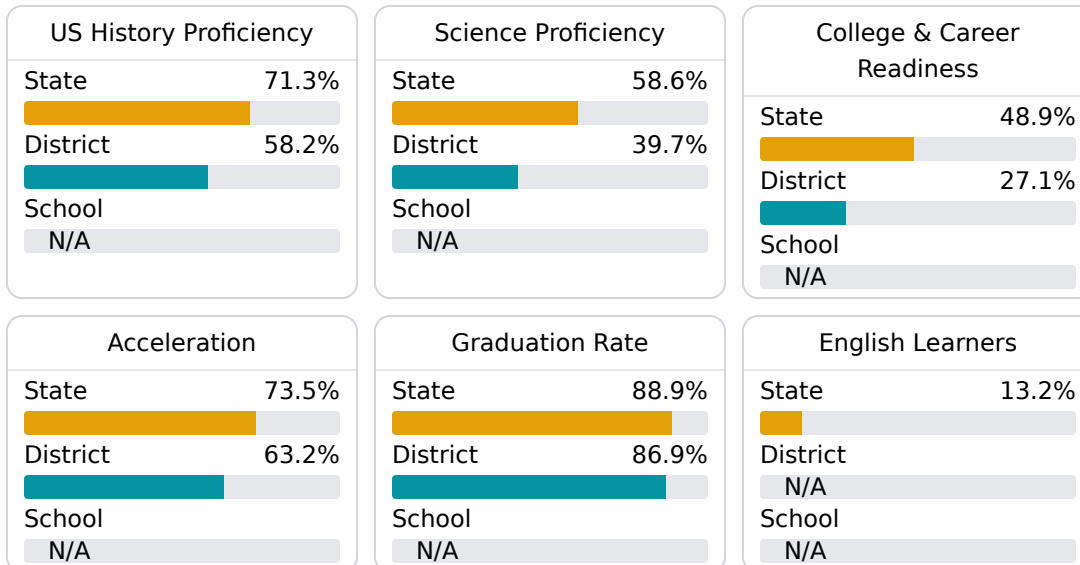 US History Proficiency
State 71.3%
District 58.2%
School
N/A
Science Proficiency
State 58.6%
District 39.7%
School
N/A
College & Career
Readiness
State 48.9%
District 27.1%
School
N/A
Acceleration
State 73.5%
District 63.2%
School
N/A
Graduation Rate
State 88.9%
District 86.9%
School
N/A
English Learners
State 13.2%
District
N/A
School
N/A